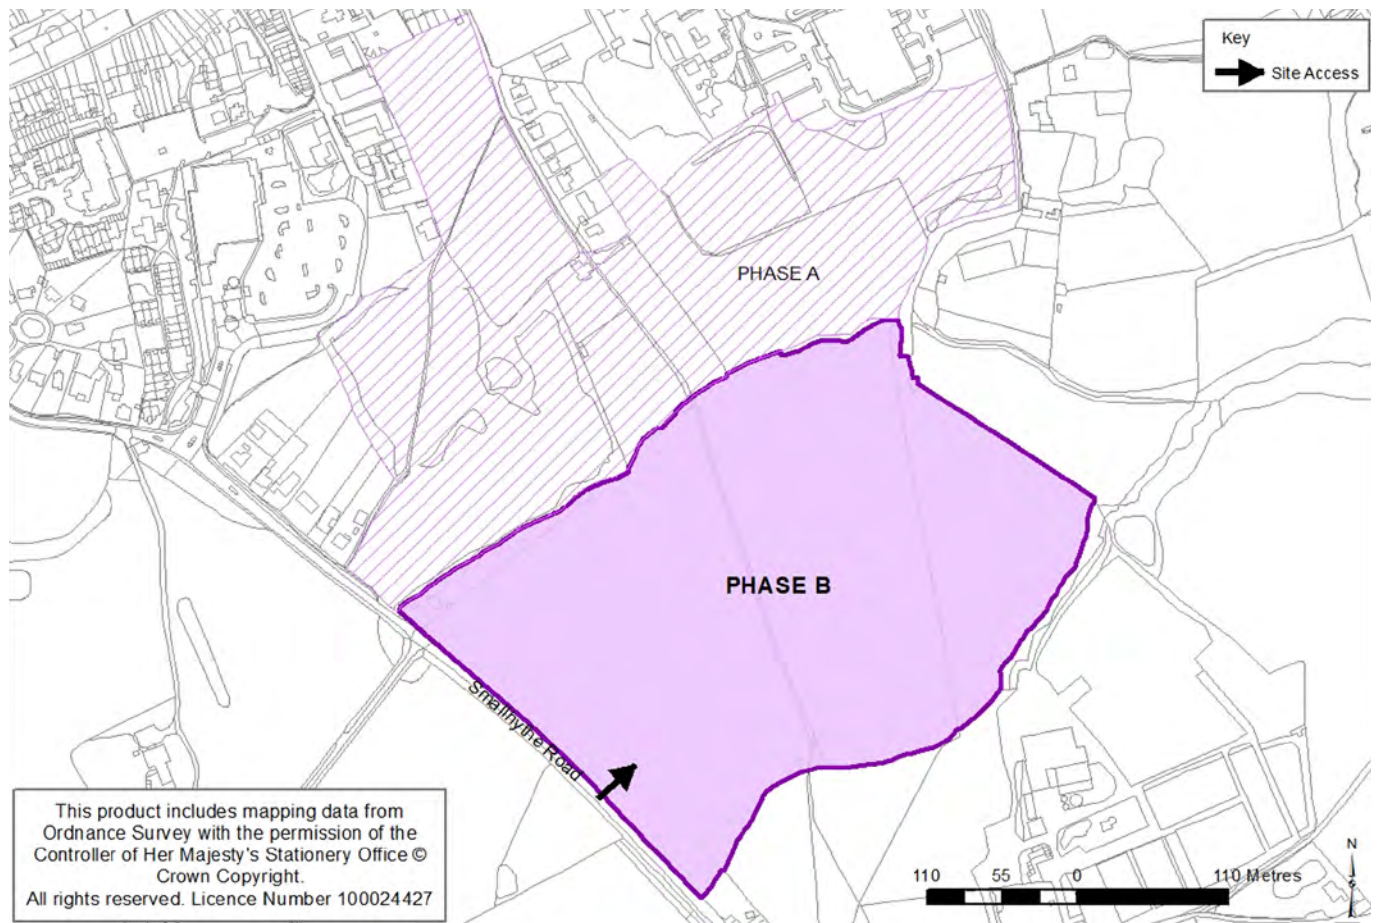 Key
Site Access
PHASE A
PHASE B
Smallhythe Road
This product includes mapping data from
Ordnance Survey with the permission of the
Controller of Her Majesty's Stationery Office ©
Crown Copyright.
All rights reserved. Licence Number 100024427
110 55 0 110 Metres
N